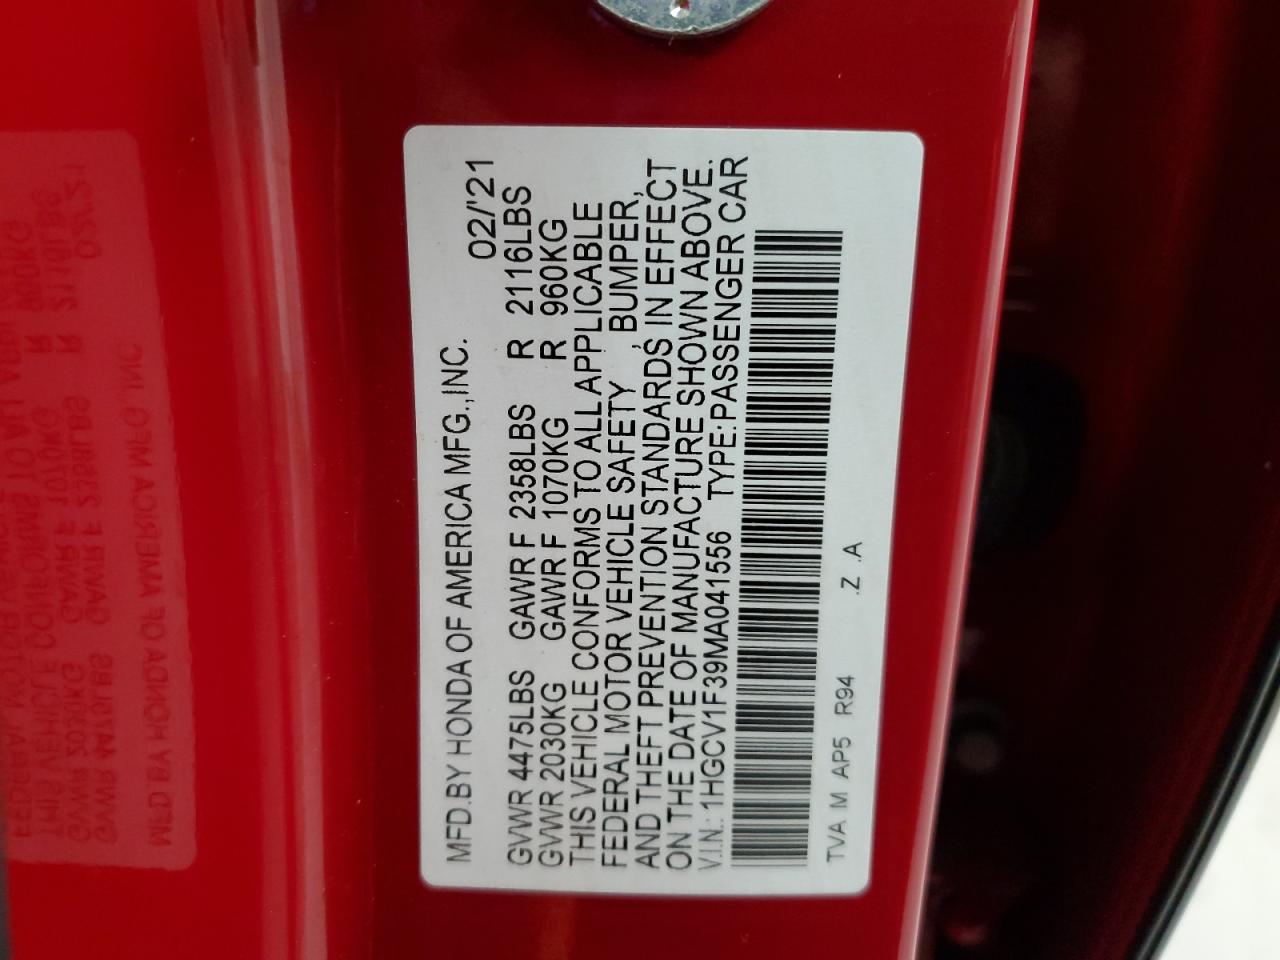 MFD.BY HONDA OF AMERICA MFG.,INC. 02/'21
GVWR 4475LBS GAWR F 2358LBS R 2116LBS
GVWR 2030KG GAWR F 1070KG R 960KG
THIS VEHICLE CONFORMS TO ALL APPLICABLE
FEDERAL MOTOR VEHICLE SAFETY , BUMPER,
AND THEFT PREVENTION STANDARDS IN EFFECT
ON THE DATE OF MANUFACTURE SHOWN ABOVE.
V.I.N.: 1HGCV1F39MA041556 TYPE:PASSENGER CAR
TVA M AP5 R94 .Z .A